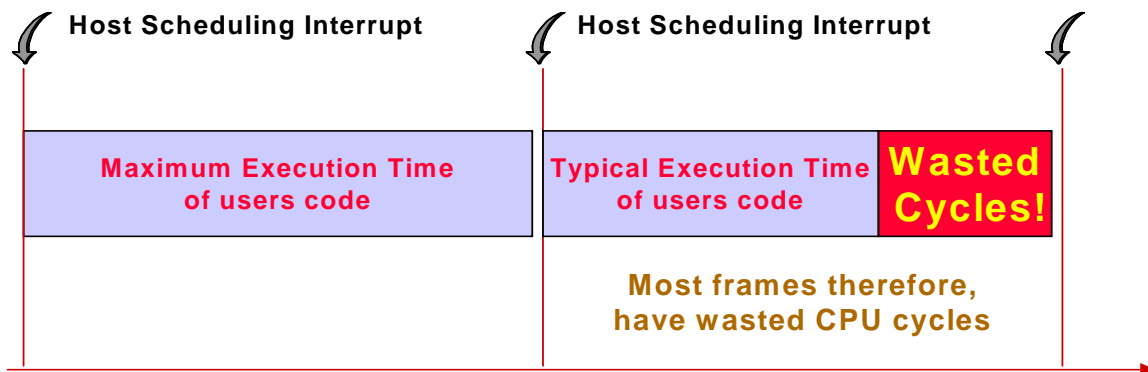 Host Scheduling Interrupt
Host Scheduling Interrupt
Maximum Execution Time
of users code
Typical Execution Time
of users code
Wasted
Cycles!
Most frames therefore,
have wasted CPU cycles